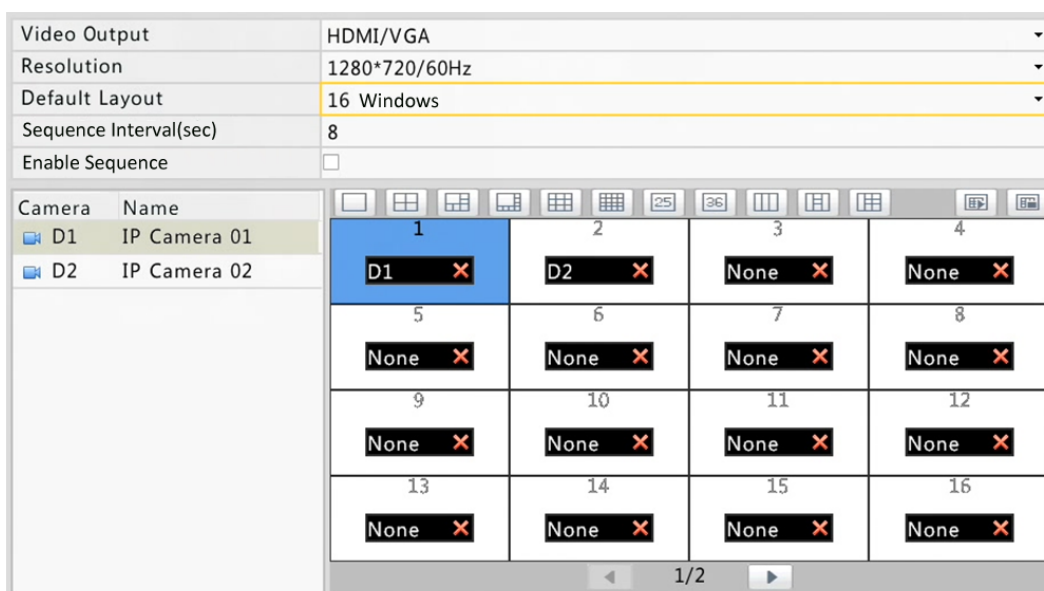 Video Output HDMI/VGA
Resolution 1280*720/60Hz
Default Layout 16 Windows
Sequence Interval(sec) 8
Enable Sequence
Camera Name 25 36
D1 IP Camera 01
D2 IP Camera 02
1 2 3 4
D1 D2 None None
5 6 7 8
None None None None
9 10 11 12
None None None None
13 14 15 16
None None None None
1/2